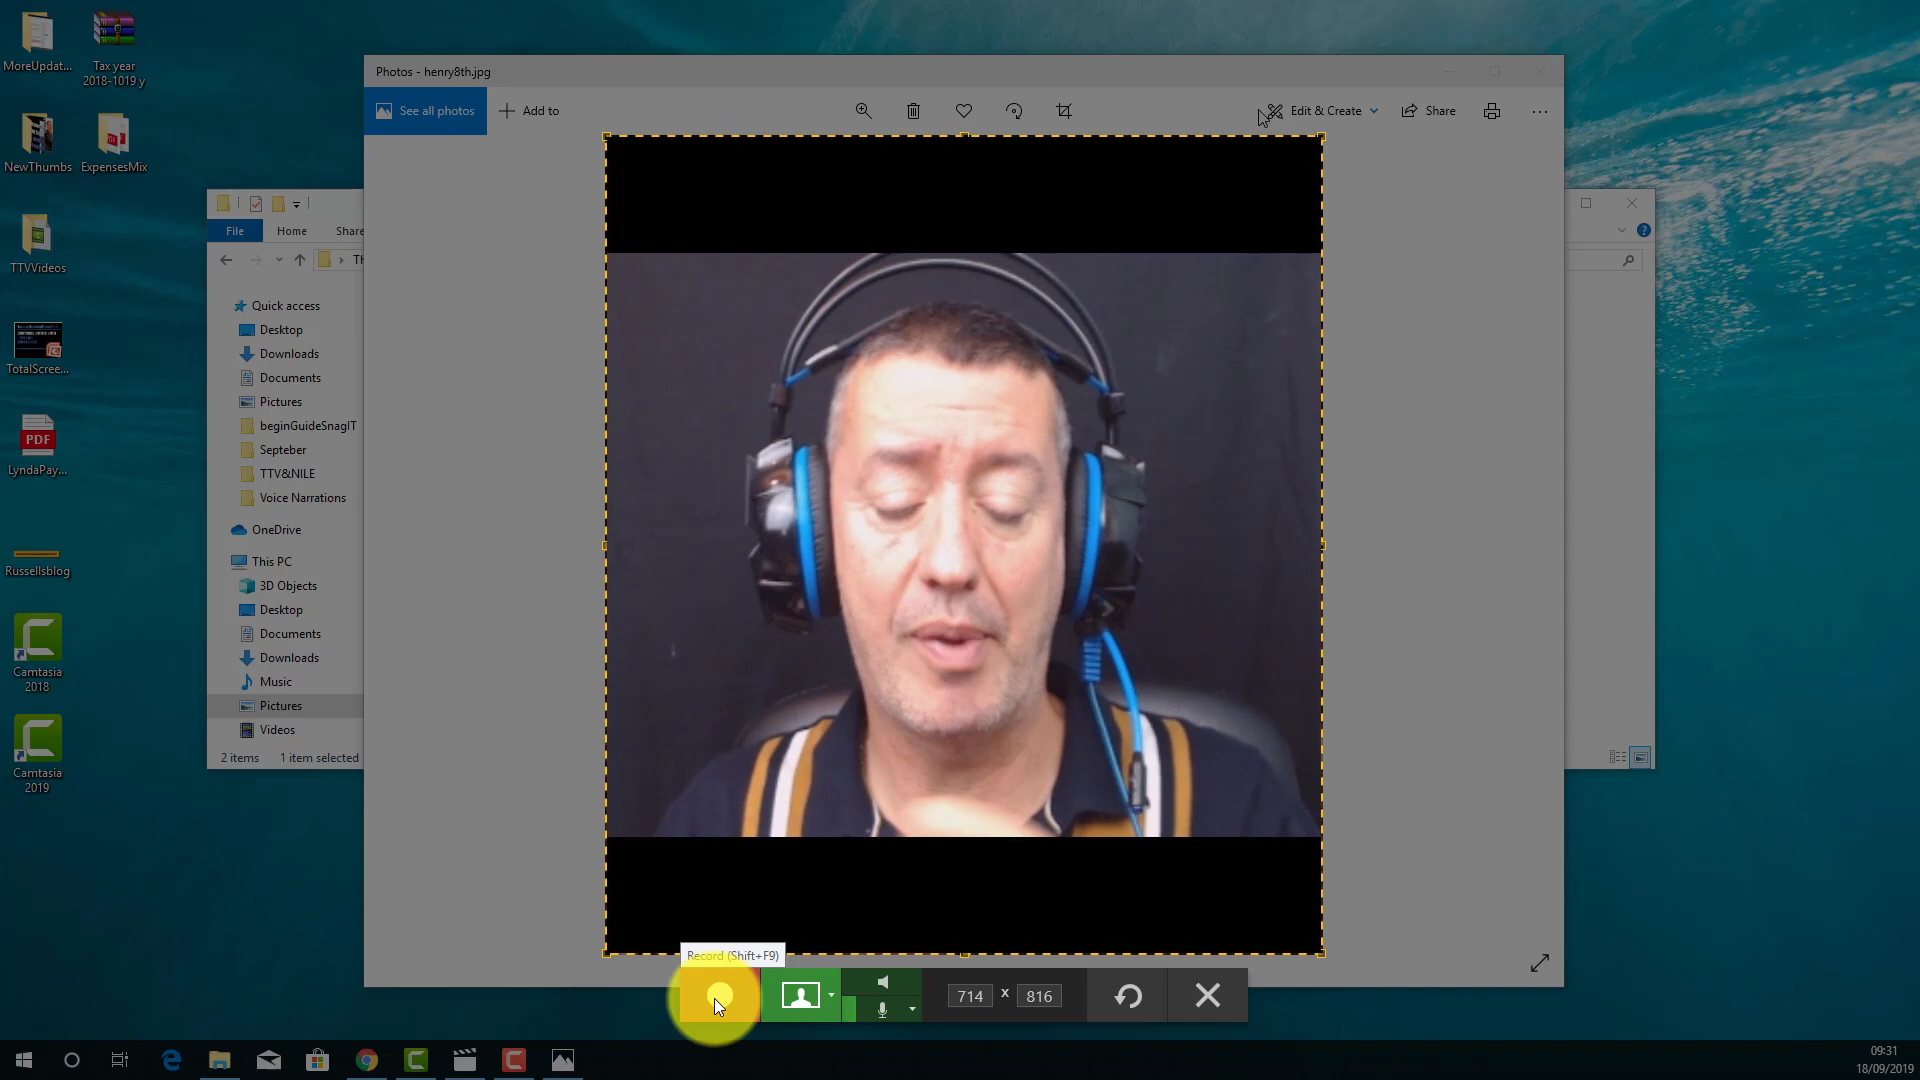 MoreUpdat...
Tax year
2018-1019 y
NewThumbs
ExpensesMix
TTVVideos
TotalScree...
PDF
LyndaPay...
Russellsblog
Camtasia
2018
Camtasia
2019
Photos - henry8th.jpg
See all photos
Add to
Edit & Create
Share
File
Home
Share
Th
Quick access
Desktop
Downloads
Documents
Pictures
beginGuideSnagIT
Septeber
TTV&NILE
Voice Narrations
OneDrive
This PC
3D Objects
Desktop
Documents
Downloads
Music
Pictures
Videos
2 items 1 item selected
Record (Shift+F9)
714 x 816
09:31
18/09/2019